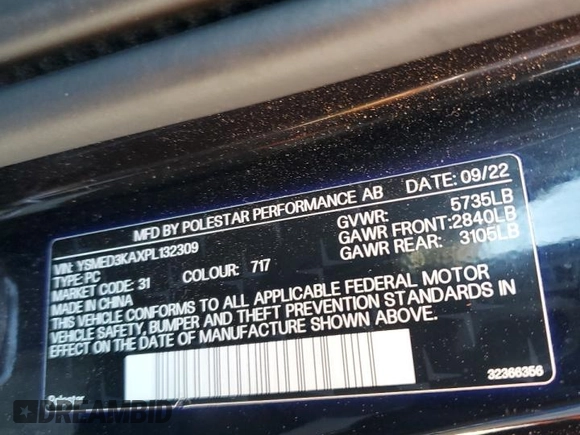 MFD BY POLESTAR PERFORMANCE AB DATE: 09/22
VIN: YSMED3KAXPL132309
GVWR: 5735LB
TYPE: PC
GAWR FRONT: 2840LB
MARKET CODE: 31 COLOUR: 717
GAWR REAR: 3105LB
MADE IN CHINA
THIS VEHICLE CONFORMS TO ALL APPLICABLE FEDERAL MOTOR
VEHICLE SAFETY, BUMPER AND THEFT PREVENTION STANDARDS IN
EFFECT ON THE DATE OF MANUFACTURE SHOWN ABOVE.
Polestar
32366356
DREAMBID